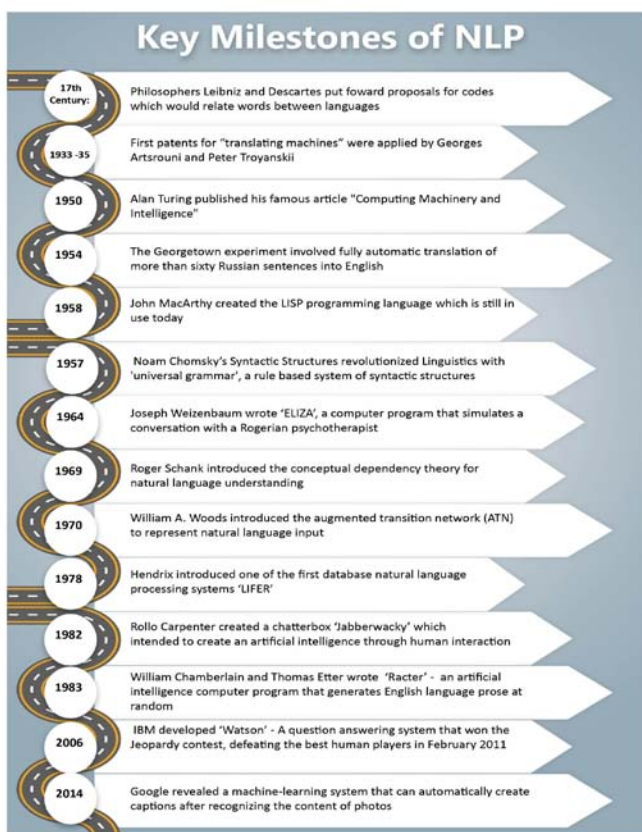 Key Milestones of NLP
17th
Century:
Philosophers Leibniz and Descartes put foward proposals for codes
which would relate words between languages
1933 -35
First patents for “translating machines” were applied by Georges
Artsrouni and Peter Troyanskii
1950
Alan Turing published his famous article "Computing Machinery and
Intelligence"
1954
The Georgetown experiment involved fully automatic translation of
more than sixty Russian sentences into English
1958
John MacArthy created the LISP programming language which is still in
use today
1957
Noam Chomsky’s Syntactic Structures revolutionized Linguistics with
'universal grammar', a rule based system of syntactic structures
1964
Joseph Weizenbaum wrote ‘ELIZA’, a computer program that simulates a
conversation with a Rogerian psychotherapist
1969
Roger Schank introduced the conceptual dependency theory for
natural language understanding
1970
William A. Woods introduced the augmented transition network (ATN)
to represent natural language input
1978
Hendrix introduced one of the first database natural language
processing systems ‘LIFER’
1982
Rollo Carpenter created a chatterbox ‘Jabberwacky’ which
intended to create an artificial intelligence through human interaction
1983
William Chamberlain and Thomas Etter wrote ‘Racter’ - an artificial
intelligence computer program that generates English language prose at
random
2006
IBM developed ‘Watson’ - A question answering system that won the
Jeopardy contest, defeating the best human players in February 2011
2014
Google revealed a machine-learning system that can automatically create
captions after recognizing the content of photos